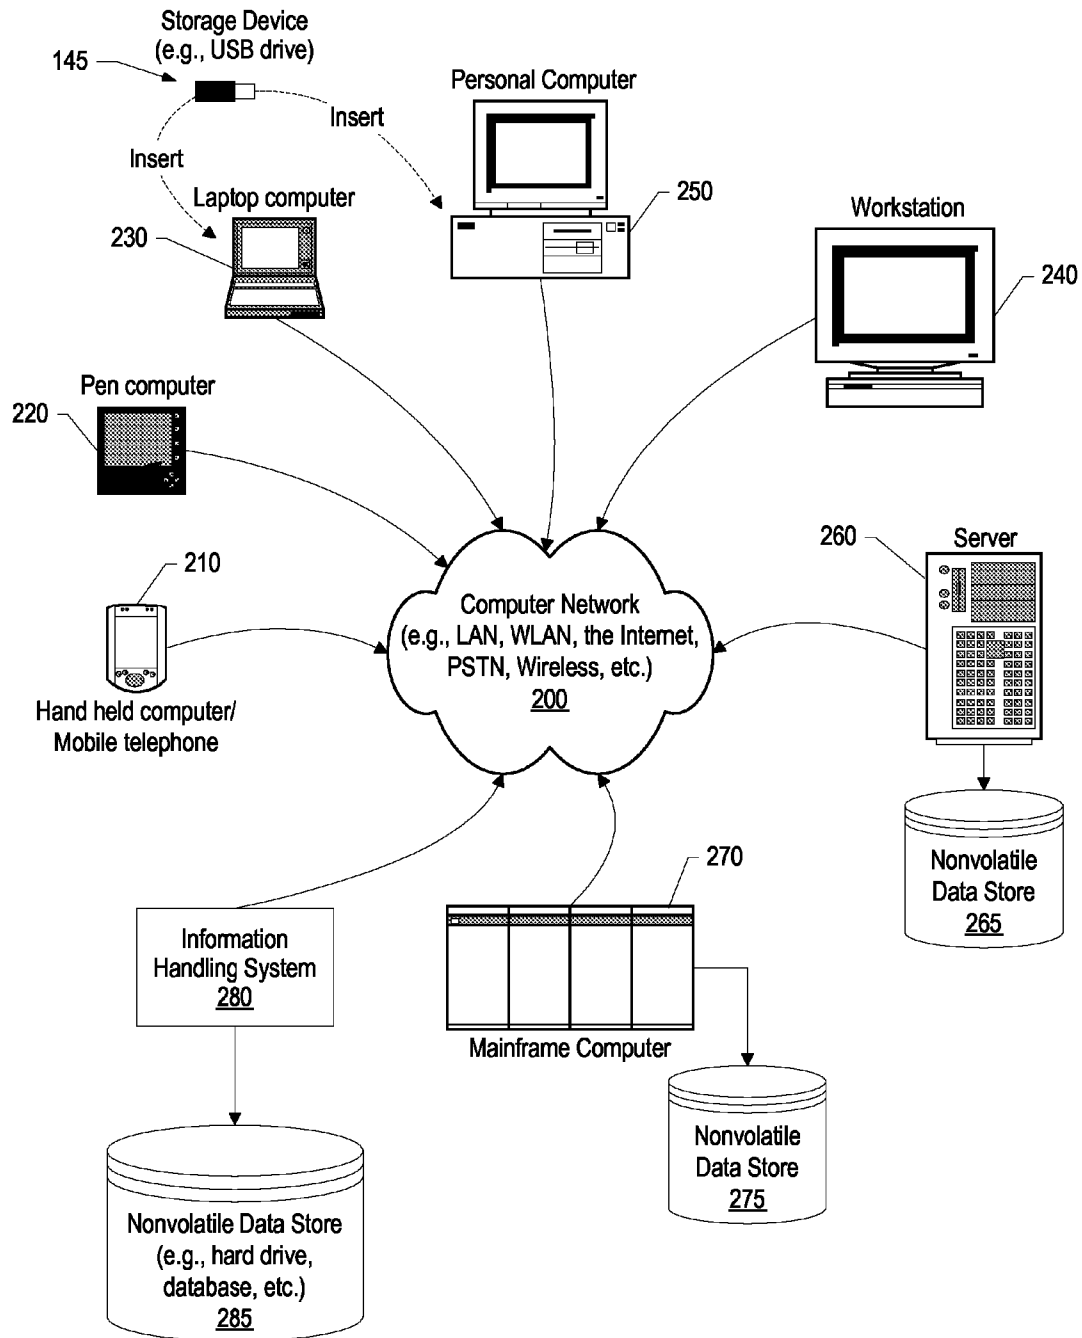 Storage Device
(e.g., USB drive)
145
Personal Computer
Insert
Insert
Laptop computer
230
250
Workstation
240
Pen computer
220
260
Server
210
Computer Network
(e.g., LAN, WLAN, the Internet,
PSTN, Wireless, etc.)
200
Hand held computer/
Mobile telephone
Nonvolatile
Data Store
265
270
Information
Handling System
280
Mainframe Computer
Nonvolatile
Data Store
275
Nonvolatile Data Store
(e.g., hard drive,
database, etc.)
285